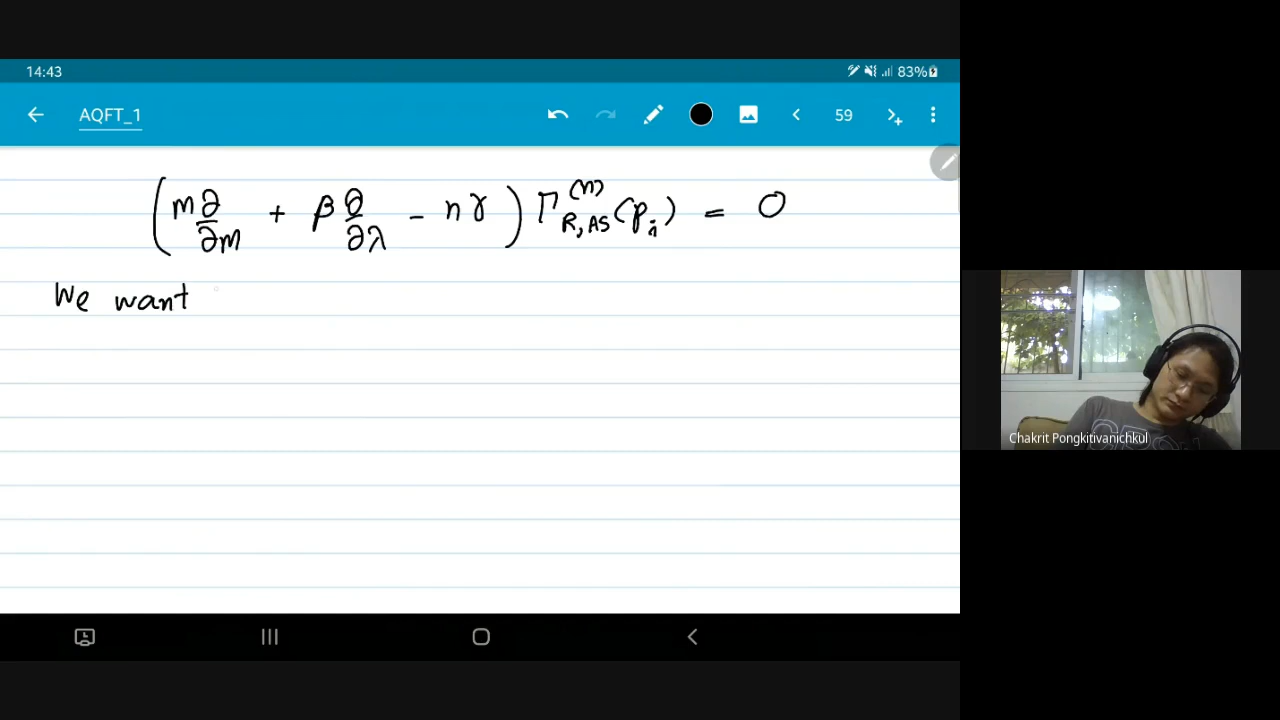 14:43 83%
AQFT_1 59
(m∂/∂m + β ∂/∂λ - nγ) Γ^(n)_R,AS (p_i) = 0
We want
Chakrit Pongkitivanichkul